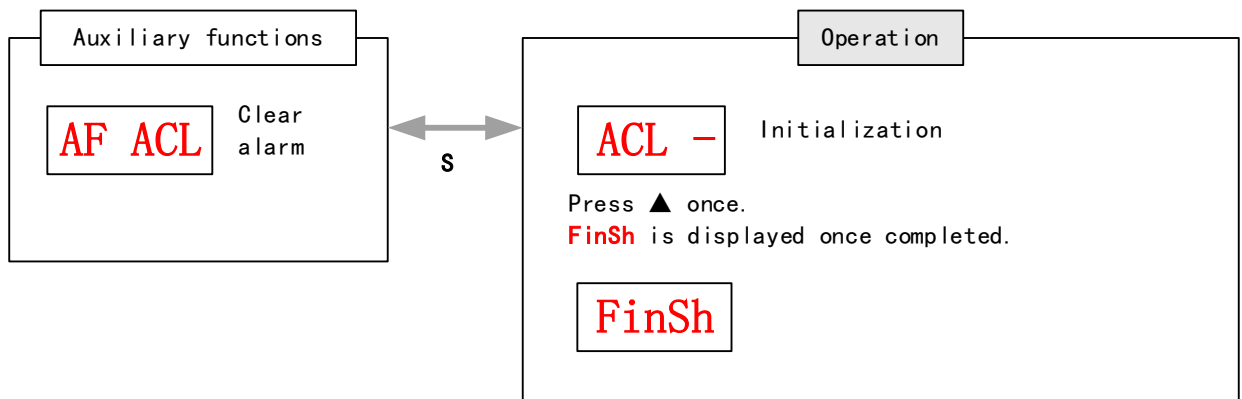 Auxiliary functions
AF ACL
Clear
alarm
S
Operation
ACL -
Initialization
Press ▲ once.
FinSh is displayed once completed.
FinSh